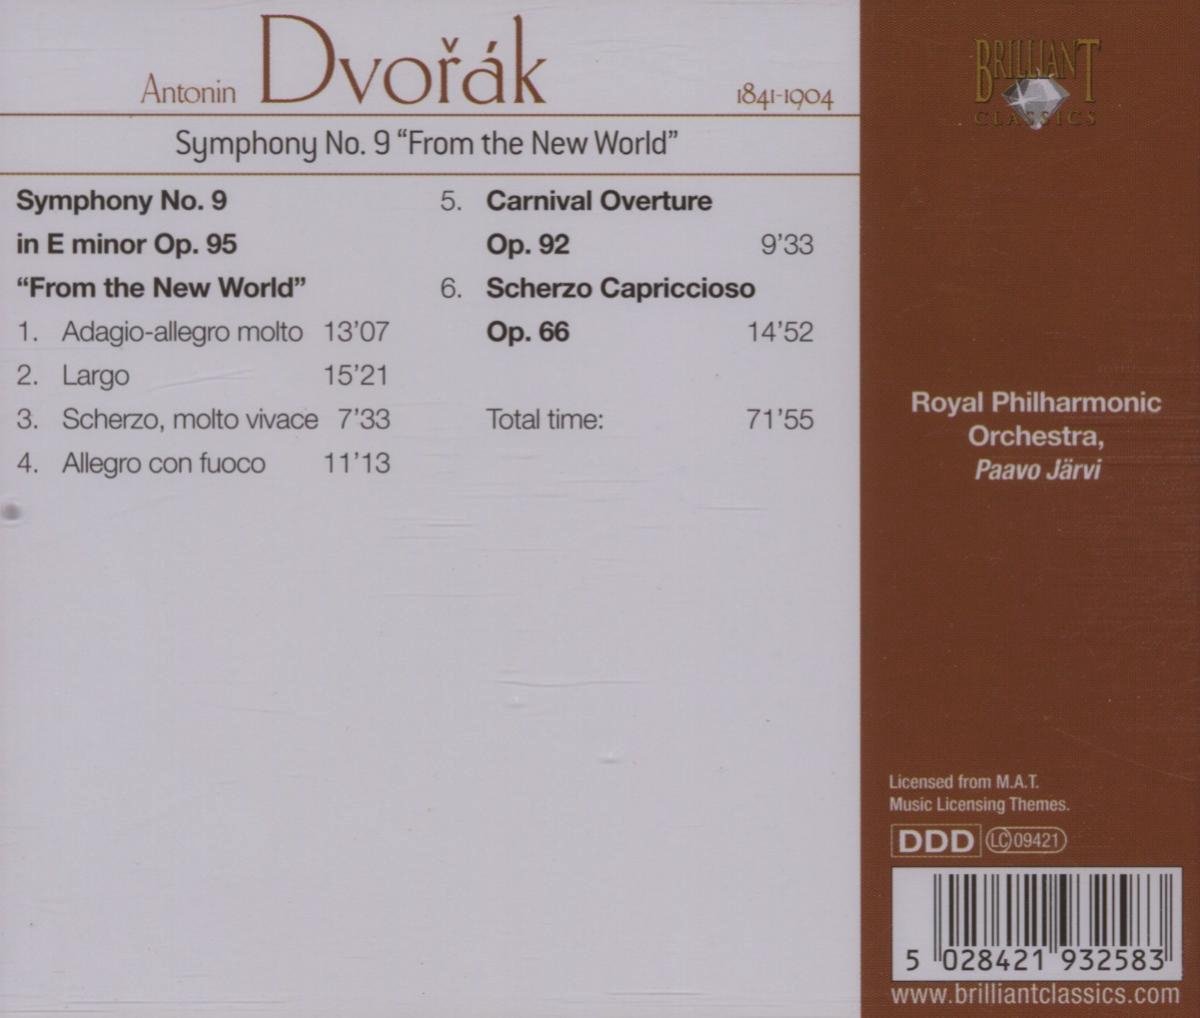 Antonin Dvořák 1841-1904
Symphony No. 9 “From the New World”
Symphony No. 9
in E minor Op. 95
“From the New World”
1. Adagio-allegro molto 13’07
2. Largo 15’21
3. Scherzo, molto vivace 7’33
4. Allegro con fuoco 11’13
5. Carnival Overture
Op. 92 9’33
6. Scherzo Capriccioso
Op. 66 14’52
Total time: 71’55
BRILLIANT
CLASSICS
Royal Philharmonic
Orchestra,
Paavo Järvi
Licensed from M.A.T.
Music Licensing Themes.
DDD LC 09421
5 028421 932583
www.brilliantclassics.com